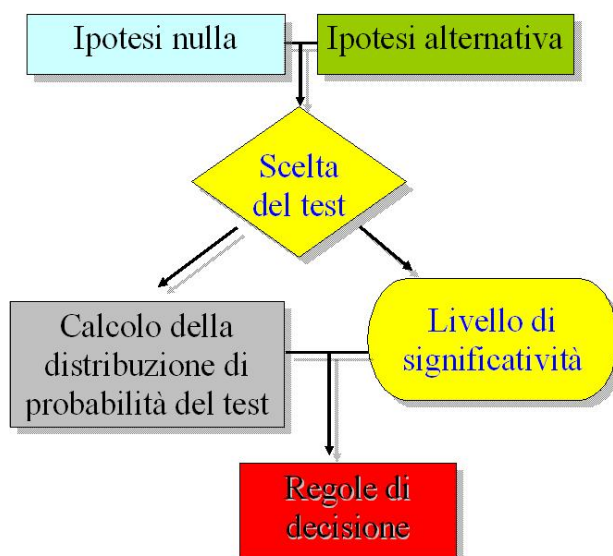 Ipotesi nulla
Ipotesi alternativa
Scelta
del test
Calcolo della
distribuzione di
probabilità del test
Livello di
significatività
Regole di
decisione